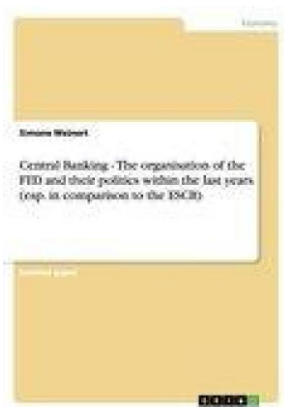 Economics
Simone Weinert
Central Banking - The organisation of the
FED and their politics within the last years
(esp. in comparison to the ESCB)
G R I N